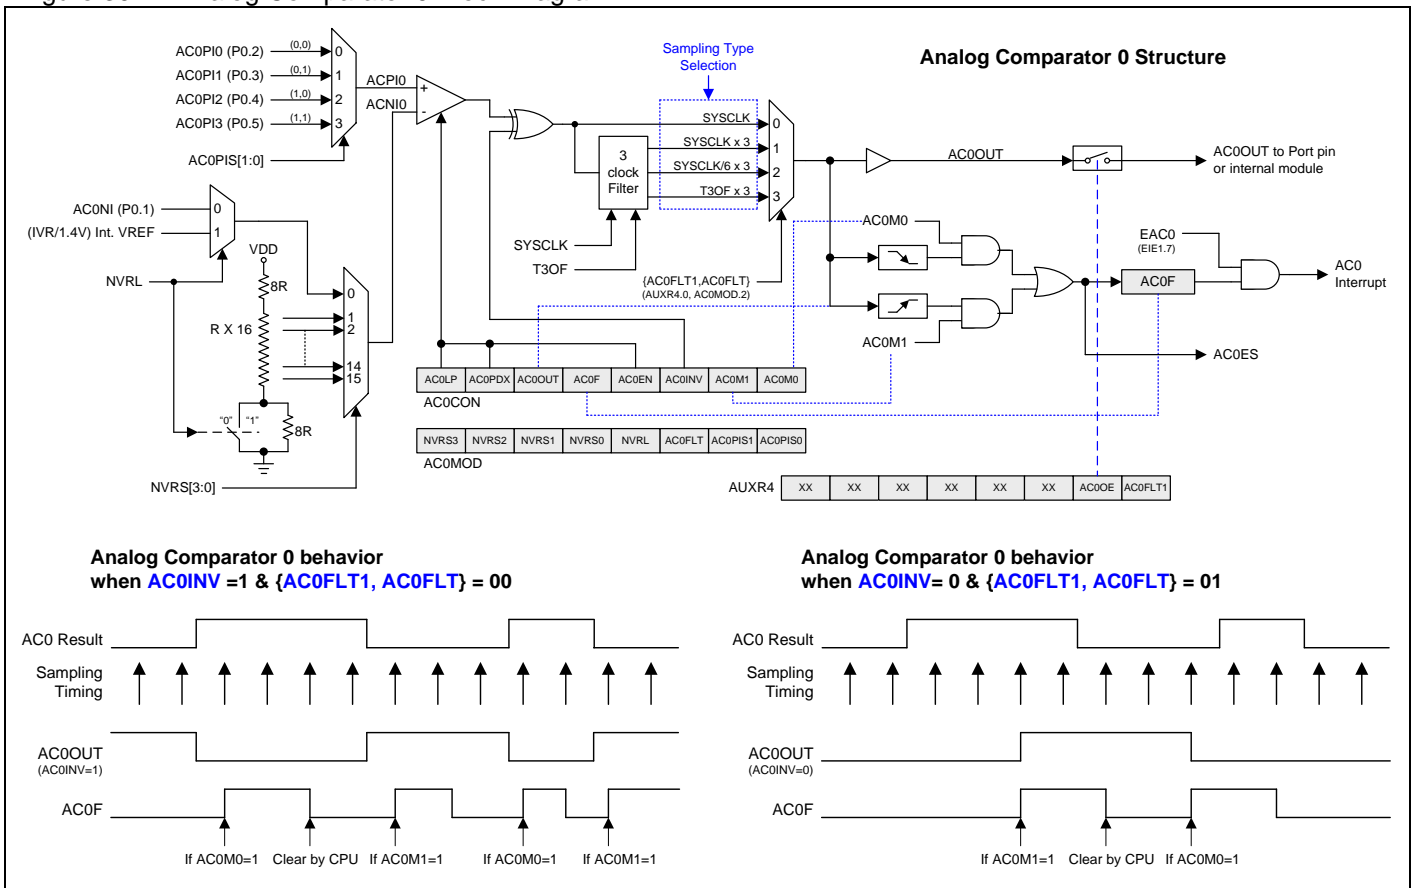 Analog Comparator 0 Structure
Sampling Type
Selection
AC0PI0 (P0.2)
(0,0)
0
AC0PI1 (P0.3)
(0,1)
1
AC0PI2 (P0.4)
(1,0)
2
AC0PI3 (P0.5)
(1,1)
3
AC0PIS[1:0]
ACPI0
+
ACNI0
-
3
clock
Filter
SYSCLK
0
SYSCLK x 3
1
SYSCLK/6 x 3
2
T3OF x 3
3
SYSCLK
T3OF
{AC0FLT1,AC0FLT}
(AUXR4.0, AC0MOD.2)
AC0OUT
AC0OUT to Port pin
or internal module
AC0M0
AC0M1
EAC0
(EIE1.7)
AC0F
AC0
Interrupt
AC0ES
AC0NI (P0.1)
0
(IVR/1.4V) Int. VREF
1
NVRL
VDD
8R
R X 16
0
1
2
14
15
"0"
"1"
8R
NVRS[3:0]
AC0LP AC0PDX AC0OUT AC0F AC0EN AC0INV AC0M1 AC0M0
AC0CON
NVRS3 NVRS2 NVRS1 NVRS0 NVRL AC0FLT AC0PIS1 AC0PIS0
AC0MOD
AUXR4 XX XX XX XX XX XX AC0OE AC0FLT1
Analog Comparator 0 behavior
when AC0INV =1 & {AC0FLT1, AC0FLT} = 00
AC0 Result
Sampling
Timing
AC0OUT
(AC0INV=1)
AC0F
If AC0M0=1 Clear by CPU If AC0M1=1 If AC0M0=1 If AC0M1=1
Analog Comparator 0 behavior
when AC0INV= 0 & {AC0FLT1, AC0FLT} = 01
AC0 Result
Sampling
Timing
AC0OUT
(AC0INV=0)
AC0F
If AC0M1=1 Clear by CPU If AC0M0=1